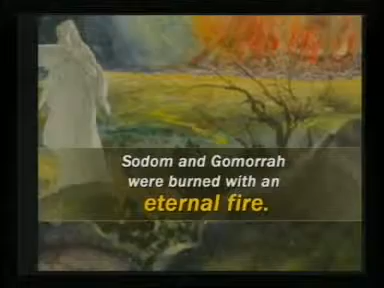 Sodom and Gomorrah
were burned with an
eternal fire.